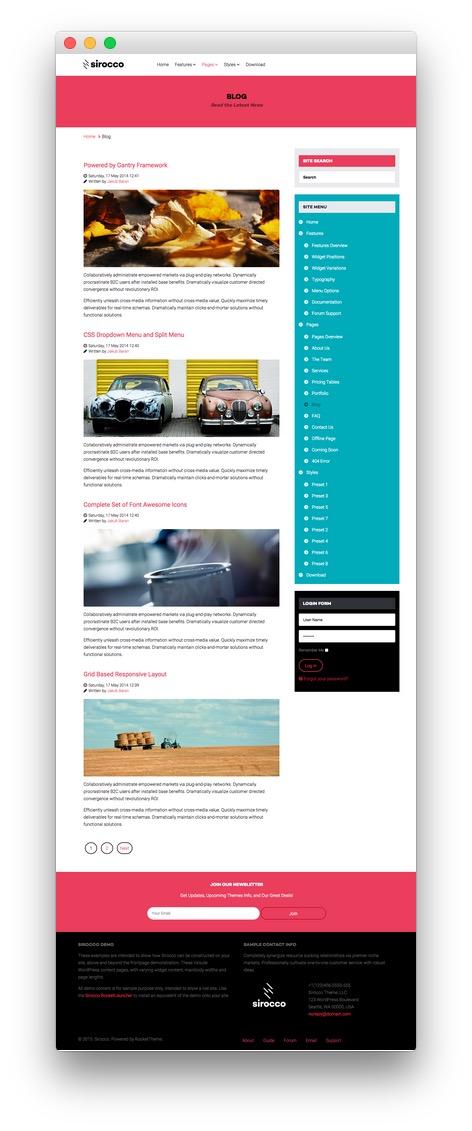 sirocco
Home Features Pages Styles Download
BLOG
Read the Latest News
Home Blog
Powered by Gantry Framework
Saturday, 17 May 2014 12:41
Written by Jakub Baran
Collaboratively administrate empowered markets via plug-and-play networks. Dynamically
procrastinate B2C users after installed base benefits. Dramatically visualize customer directed
convergence without revolutionary ROI.
Efficiently unleash cross-media information without cross-media value. Quickly maximize timely
deliverables for real-time schemas. Dramatically maintain clicks-and-mortar solutions without
functional solutions.
CSS Dropdown Menu and Split Menu
Saturday, 17 May 2014 12:40
Written by Jakub Baran
Collaboratively administrate empowered markets via plug-and-play networks. Dynamically
procrastinate B2C users after installed base benefits. Dramatically visualize customer directed
convergence without revolutionary ROI.
Efficiently unleash cross-media information without cross-media value. Quickly maximize timely
deliverables for real-time schemas. Dramatically maintain clicks-and-mortar solutions without
functional solutions.
Complete Set of Font Awesome Icons
Saturday, 17 May 2014 12:40
Written by Jakub Baran
Collaboratively administrate empowered markets via plug-and-play networks. Dynamically
procrastinate B2C users after installed base benefits. Dramatically visualize customer directed
convergence without revolutionary ROI.
Efficiently unleash cross-media information without cross-media value. Quickly maximize timely
deliverables for real-time schemas. Dramatically maintain clicks-and-mortar solutions without
functional solutions.
Grid Based Responsive Layout
Saturday, 17 May 2014 12:39
Written by Jakub Baran
Collaboratively administrate empowered markets via plug-and-play networks. Dynamically
procrastinate B2C users after installed base benefits. Dramatically visualize customer directed
convergence without revolutionary ROI.
Efficiently unleash cross-media information without cross-media value. Quickly maximize timely
deliverables for real-time schemas. Dramatically maintain clicks-and-mortar solutions without
functional solutions.
1 2 Next
SITE SEARCH
Search
SITE MENU
Home
Features
Features Overview
Widget Positions
Widget Variations
Typography
Menu Options
Documentation
Forum Support
Pages
Pages Overview
About Us
The Team
Services
Pricing Tables
Portfolio
Blog
FAQ
Contact Us
Offline Page
Coming Soon
404 Error
Styles
Preset 1
Preset 3
Preset 5
Preset 7
Preset 2
Preset 4
Preset 6
Preset 8
Download
LOGIN FORM
User Name
Remember Me
Log in
Forgot your password?
JOIN OUR NEWSLETTER
Get Updates, Upcoming Themes Info, and Our Great Deals!
Your Email Join
SIROCCO DEMO
These examples aim to show how Sirocco can be constructed on your
site, above and beyond the frontpage demonstration. These include
WordPress content pages, with varying widget content, mainbody widths and
page lengths.
All demo content is for sample purpose only, intended to show a live site. Use
the Sirocco RocketLauncher to install an equivalent of the demo onto your site.
SAMPLE CONTACT INFO
Completely synergize resource sucking relationships via premier niche
markets. Professionally cultivate one-to-one customer service with robust
ideas.
sirocco
+1(123)456-5555-555
Sirocco Theme, LLC
123 WordPress Boulevard
Seattle, WA 00000, USA
noreply@domain.com
© 2015. Sirocco. Powered by RocketTheme.
About Guide Forum Email Support